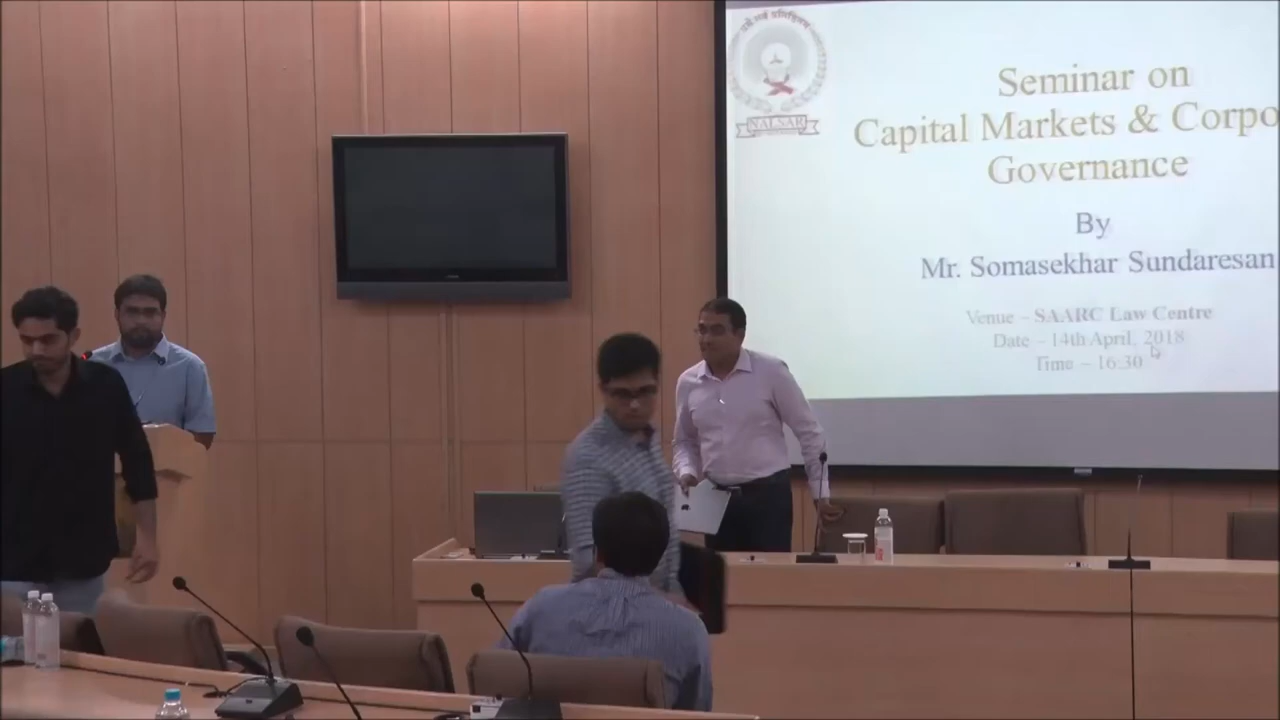 NALSAR
Seminar on
Capital Markets & Corpo
Governance
By
Mr. Somasekhar Sundaresan
Venue – SAARC Law Centre
Date – 14th April, 2018
Time – 16:30